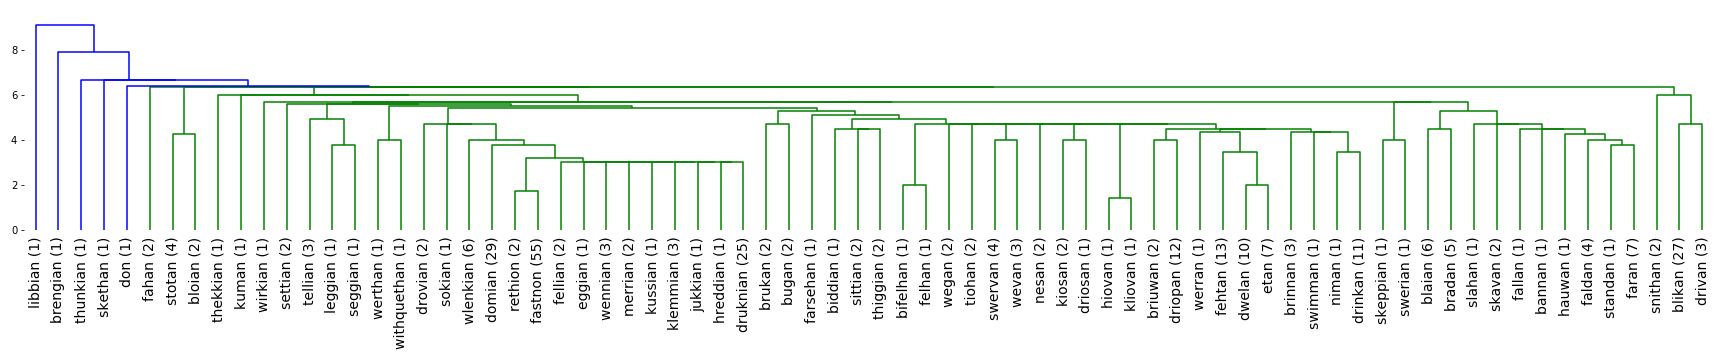 8
6
4
2
0
libbian (1)
brengian (1)
thunkian (1)
skethan (1)
don (1)
fahan (2)
stotan (4)
bloian (2)
thekkian (1)
kuman (1)
wirkian (1)
settian (2)
tellian (3)
leggian (1)
seggian (1)
werthan (1)
withquethan (1)
drovian (2)
sokian (1)
wlenkian (6)
domian (29)
rethion (2)
fastnon (55)
fellian (2)
eggian (1)
wennian (3)
merrian (2)
kussian (1)
klemmian (3)
jukkian (1)
hreddian (1)
druknian (25)
brukan (2)
bugan (2)
farsehan (1)
biddian (1)
sittian (2)
thiggian (2)
bifelhan (1)
felhan (1)
wegan (2)
tiohan (2)
swervan (4)
wevan (3)
nesan (2)
kiosan (2)
driosan (1)
hiovan (1)
kliovan (1)
briuwan (2)
driopan (12)
werran (1)
fehtan (13)
dwelan (10)
etan (7)
brinnan (3)
swimman (1)
niman (1)
drinkan (11)
skeppian (1)
swerian (1)
blaian (6)
bradan (5)
slahan (1)
skavan (2)
fallan (1)
bannan (1)
hauwan (1)
faldan (4)
standan (1)
faran (7)
snithan (2)
blikan (27)
drivan (3)